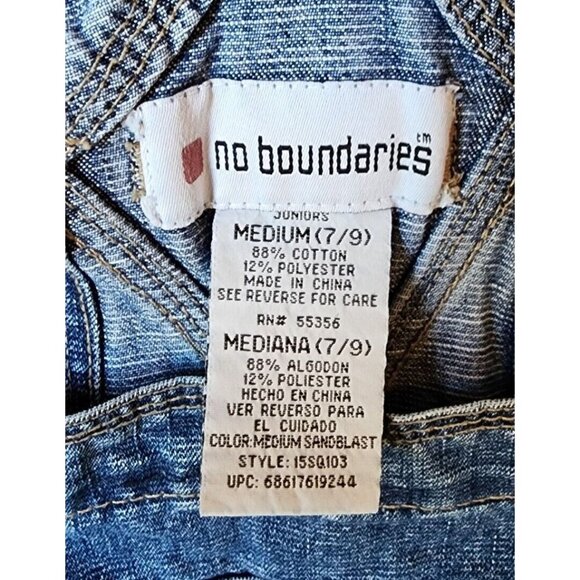 no boundaries™
JUNIORS
MEDIUM (7/9)
88% COTTON
12% POLYESTER
MADE IN CHINA
SEE REVERSE FOR CARE
RN# 55356
MEDIANA (7/9)
88% ALGODON
12% POLIESTER
HECHO EN CHINA
VER REVERSO PARA
EL CUIDADO
COLOR:MEDIUM SANDBLAST
STYLE: 15SQ103
UPC: 68617619244